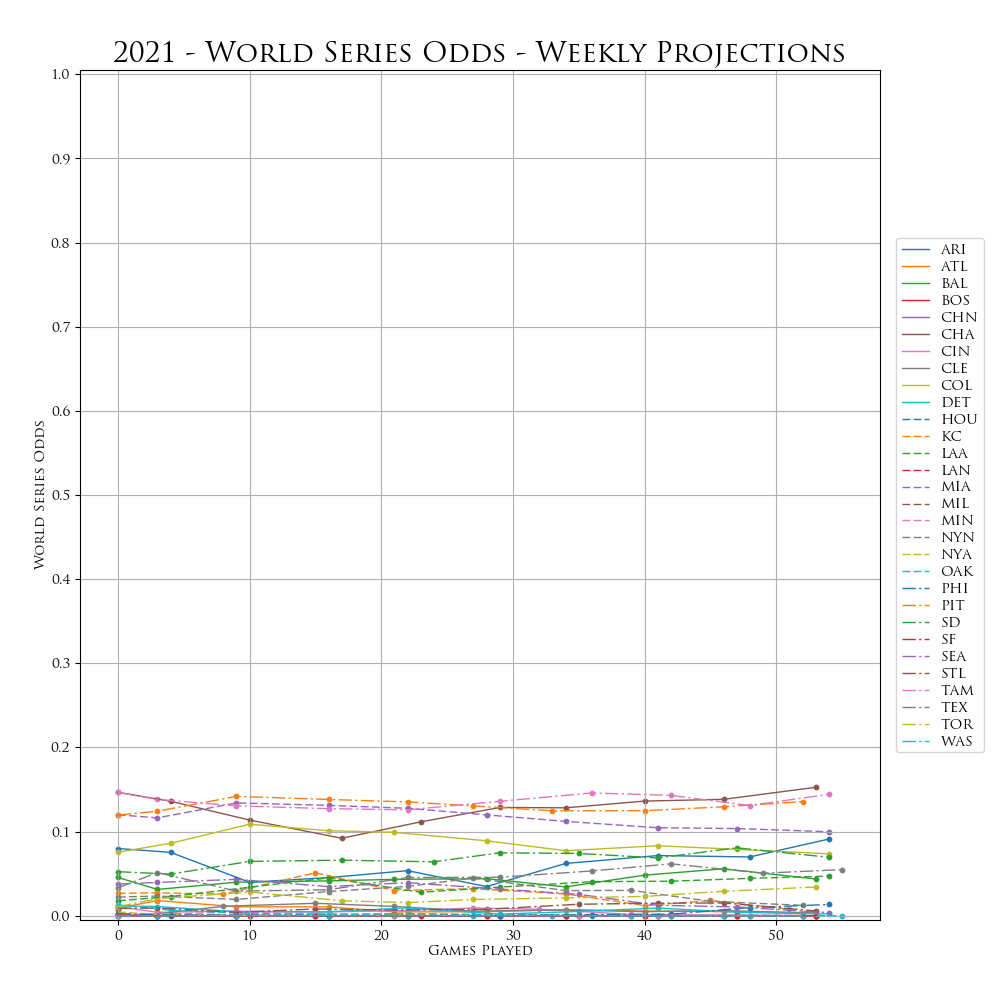 2021 - World Series Odds - Weekly Projections
1.0
0.9
0.8
0.7
0.6
0.5
0.4
0.3
0.2
0.1
0.0
World Series Odds
0
10
20
30
40
50
Games Played
ARI
ATL
BAL
BOS
CHN
CHA
CIN
CLE
COL
DET
HOU
KC
LAA
LAN
MIA
MIL
MIN
NYN
NYA
OAK
PHI
PIT
SD
SF
SEA
STL
TAM
TEX
TOR
WAS